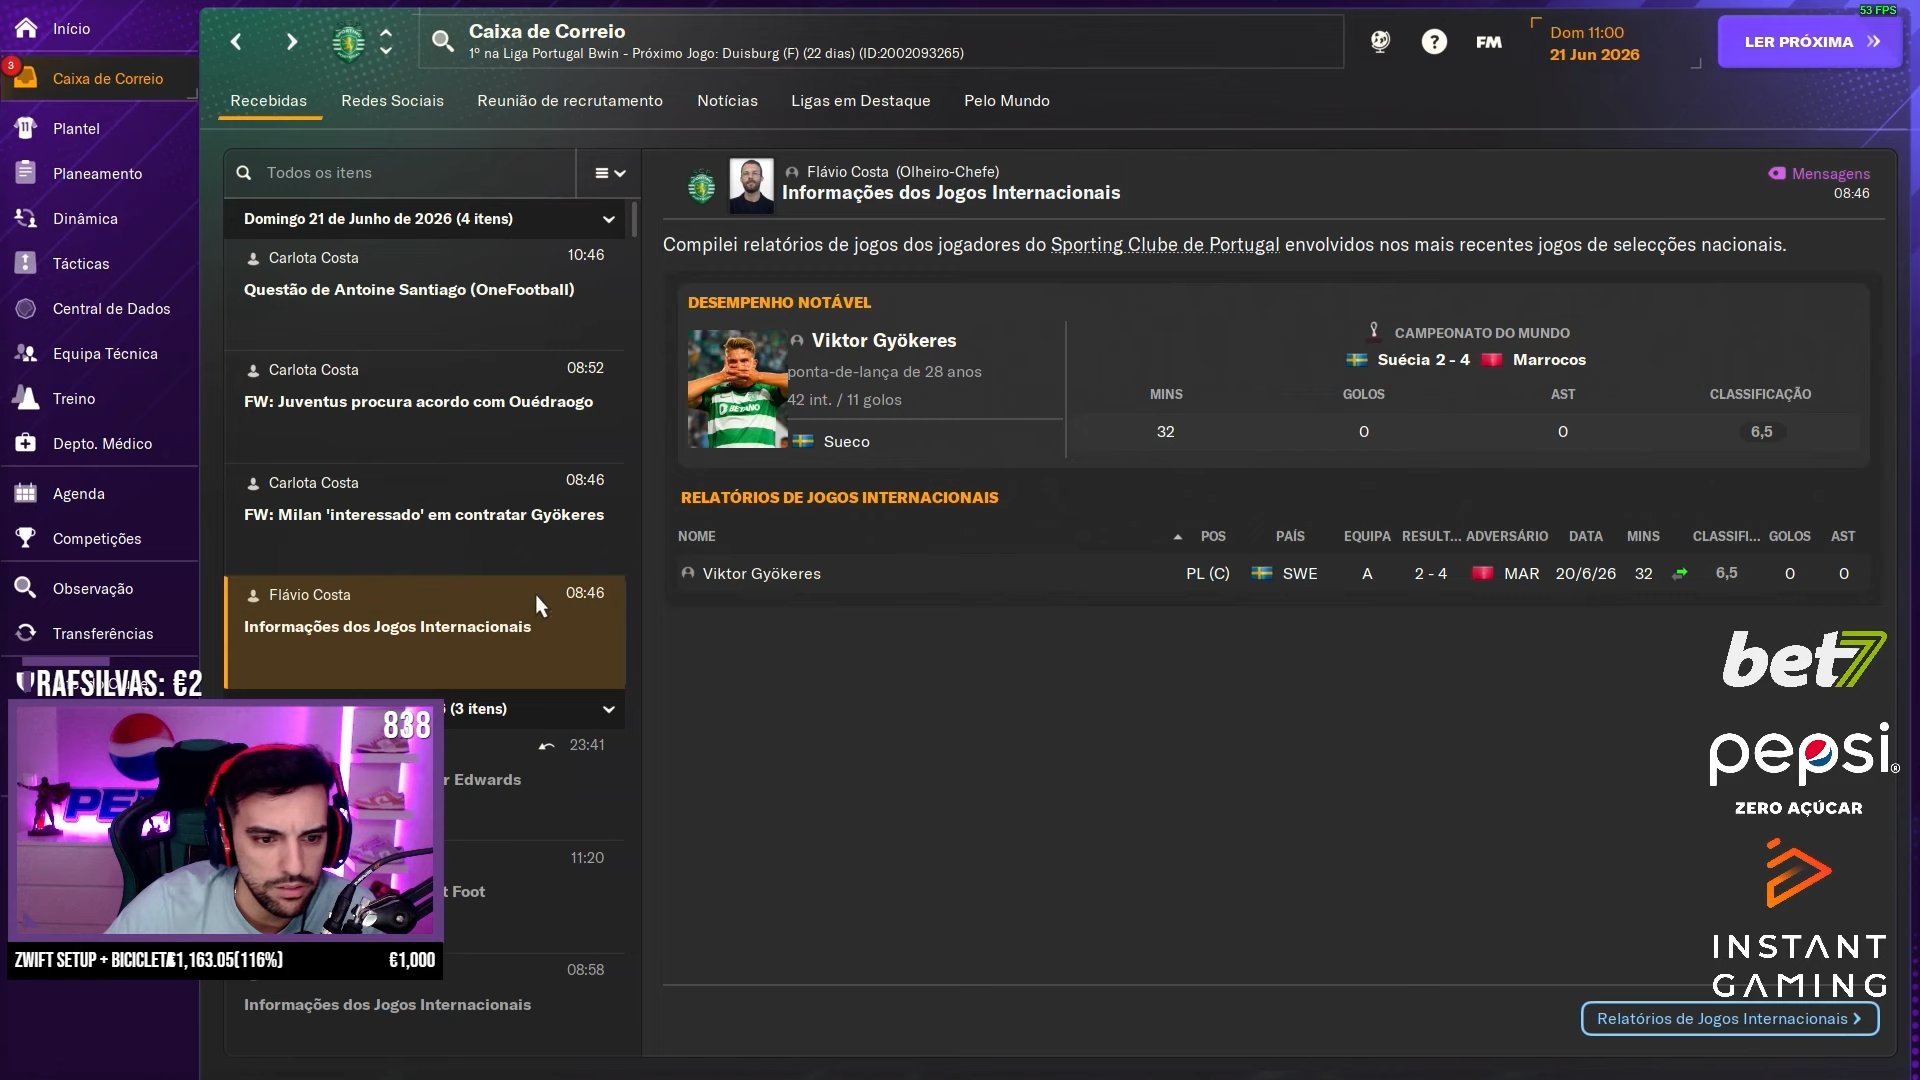 53 FPS
Início
3
Caixa de Correio
Plantel
Planeamento
Dinâmica
Tácticas
Central de Dados
Equipa Técnica
Treino
Depto. Médico
Agenda
Competições
Observação
Transferências
Caixa de Correio
1º na Liga Portugal Bwin - Próximo Jogo: Duisburg (F) (22 dias) (ID:2002093265)
FM
Dom 11:00
21 Jun 2026
LER PRÓXIMA
Recebidas
Redes Sociais
Reunião de recrutamento
Notícias
Ligas em Destaque
Pelo Mundo
Todos os itens
Domingo 21 de Junho de 2026 (4 itens)
Carlota Costa
10:46
Questão de Antoine Santiago (OneFootball)
Carlota Costa
08:52
FW: Juventus procura acordo com Ouédraogo
Carlota Costa
08:46
FW: Milan 'interessado' em contratar Gyökeres
Flávio Costa
08:46
Informações dos Jogos Internacionais
(3 itens)
23:41
r Edwards
11:20
t Foot
08:58
Informações dos Jogos Internacionais
Flávio Costa (Olheiro-Chefe)
Informações dos Jogos Internacionais
Mensagens
08:46
Compilei relatórios de jogos dos jogadores do Sporting Clube de Portugal envolvidos nos mais recentes jogos de selecções nacionais.
DESEMPENHO NOTÁVEL
Viktor Gyökeres
ponta-de-lança de 28 anos
42 int. / 11 golos
Sueco
BETANO
CAMPEONATO DO MUNDO
Suécia 2 - 4 Marrocos
MINS GOLOS AST CLASSIFICAÇÃO
32 0 0 6,5
RELATÓRIOS DE JOGOS INTERNACIONAIS
NOME POS PAÍS EQUIPA RESULT... ADVERSÁRIO DATA MINS CLASSIFI... GOLOS AST
Viktor Gyökeres PL (C) SWE A 2 - 4 MAR 20/6/26 32 6,5 0 0
Relatórios de Jogos Internacionais
RAFSILVAS: €2
838
ZWIFT SETUP + BICICLETA
€1,163.05(116%)
€1,000
bet7
pepsi®
ZERO AÇÚCAR
INSTANT
GAMING